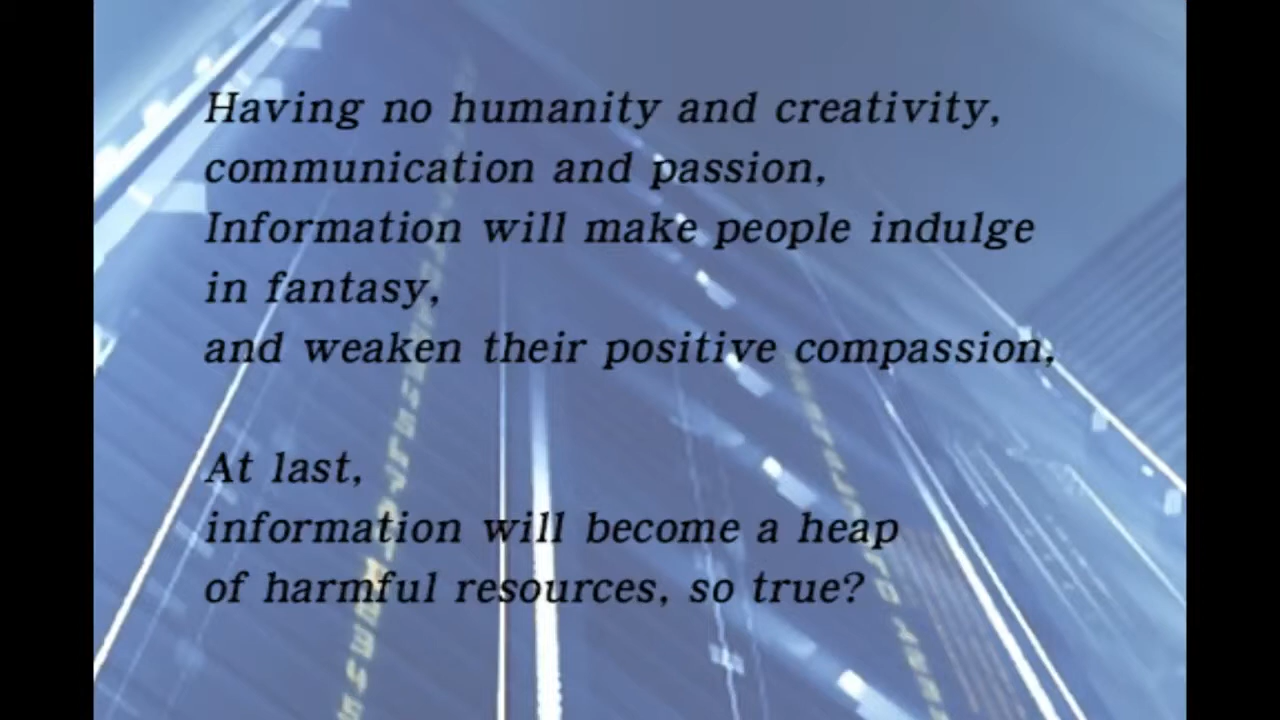 Having no humanity and creativity,
communication and passion,
Information will make people indulge
in fantasy,
and weaken their positive compassion,
At last,
information will become a heap
of harmful resources, so true?